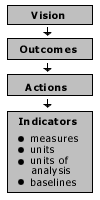 Vision
Outcomes
Actions
Indicators
● measures
● units
● units of
analysis
● baselines